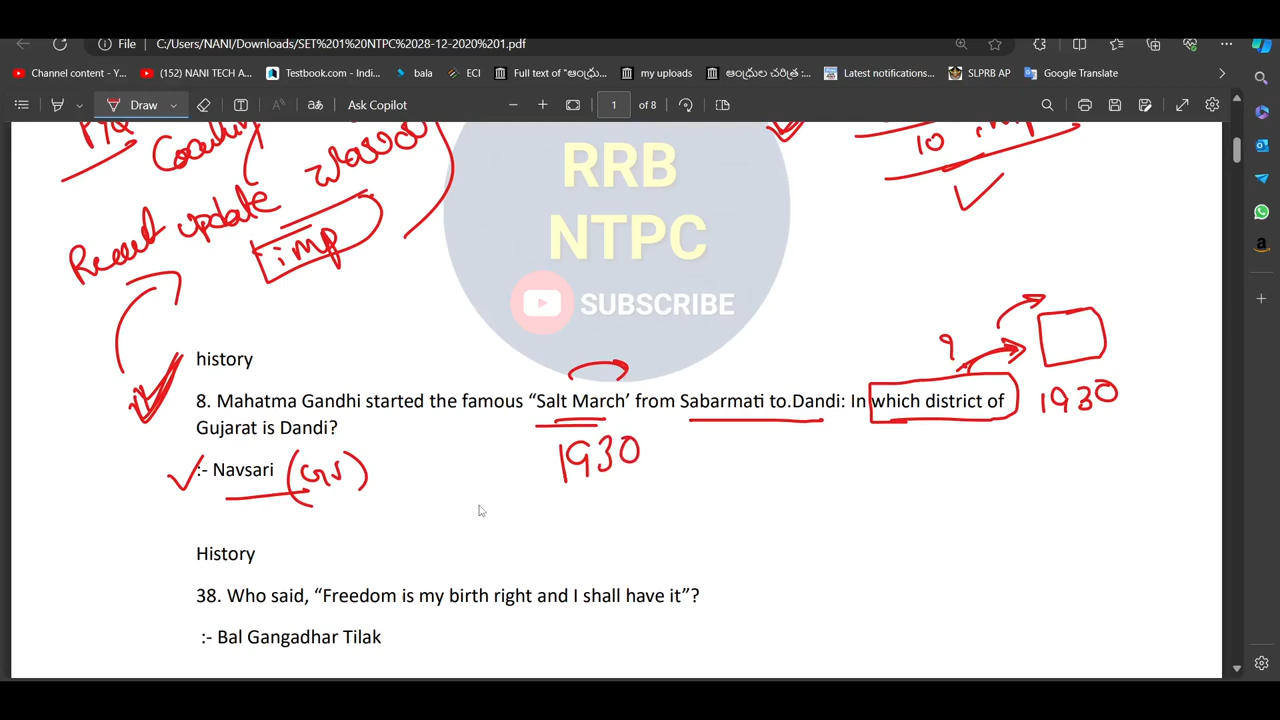 File C:/Users/NANI/Downloads/SET%201%20NTPC%2028-12-2020%201.pdf
Channel content - Y... (152) NANI TECH A... Testbook.com - Indi... bala ECI Full text of "ఆంధ్రు... my uploads ఆంధ్రుల చరిత్ర :... Latest notifications... SLPRB AP Google Translate
Draw aあ Ask Copilot 1 of 8
10
Recent update
imp
RRB
NTPC
SUBSCRIBE
history
8. Mahatma Gandhi started the famous “Salt March’ from Sabarmati to.Dandi: In which district of
Gujarat is Dandi?
1930
1930
:- Navsari
History
38. Who said, “Freedom is my birth right and I shall have it”?
:- Bal Gangadhar Tilak